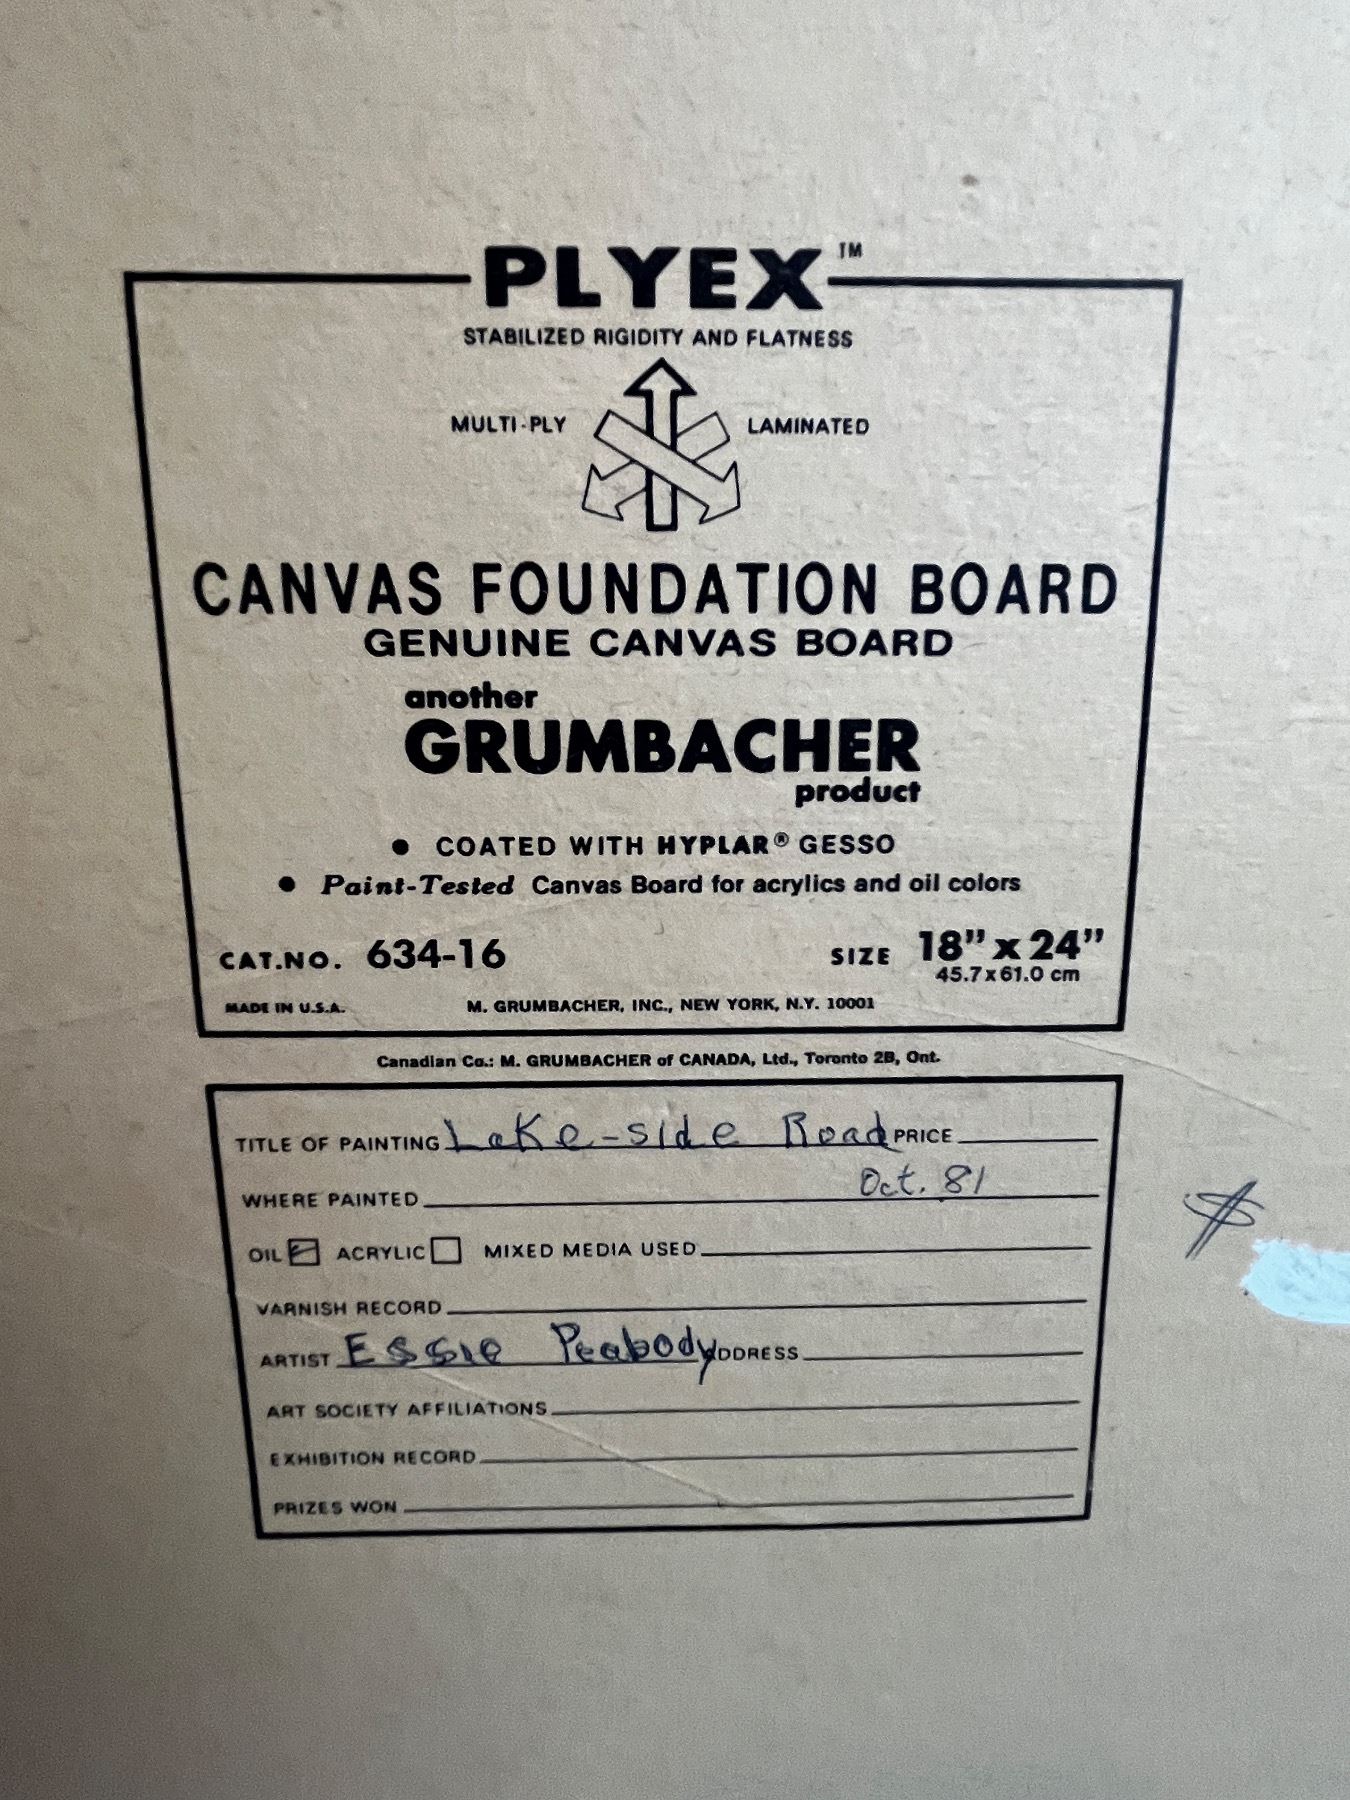 PLYEX™
STABILIZED RIGIDITY AND FLATNESS
MULTI-PLY LAMINATED
CANVAS FOUNDATION BOARD
GENUINE CANVAS BOARD
another
GRUMBACHER
product
● COATED WITH HYPLAR® GESSO
● Paint-Tested Canvas Board for acrylics and oil colors
CAT.NO. 634-16 SIZE 18” x 24”
45.7 x 61.0 cm
MADE IN U.S.A. M. GRUMBACHER, INC., NEW YORK, N.Y. 10001
Canadian Co.: M. GRUMBACHER of CANADA, Ltd., Toronto 2B, Ont.
TITLE OF PAINTING Lake-side Road PRICE
WHERE PAINTED Oct. 81
OIL ACRYLIC MIXED MEDIA USED
$
VARNISH RECORD
ARTIST Essie Peabody ADDRESS
ART SOCIETY AFFILIATIONS
EXHIBITION RECORD
PRIZES WON